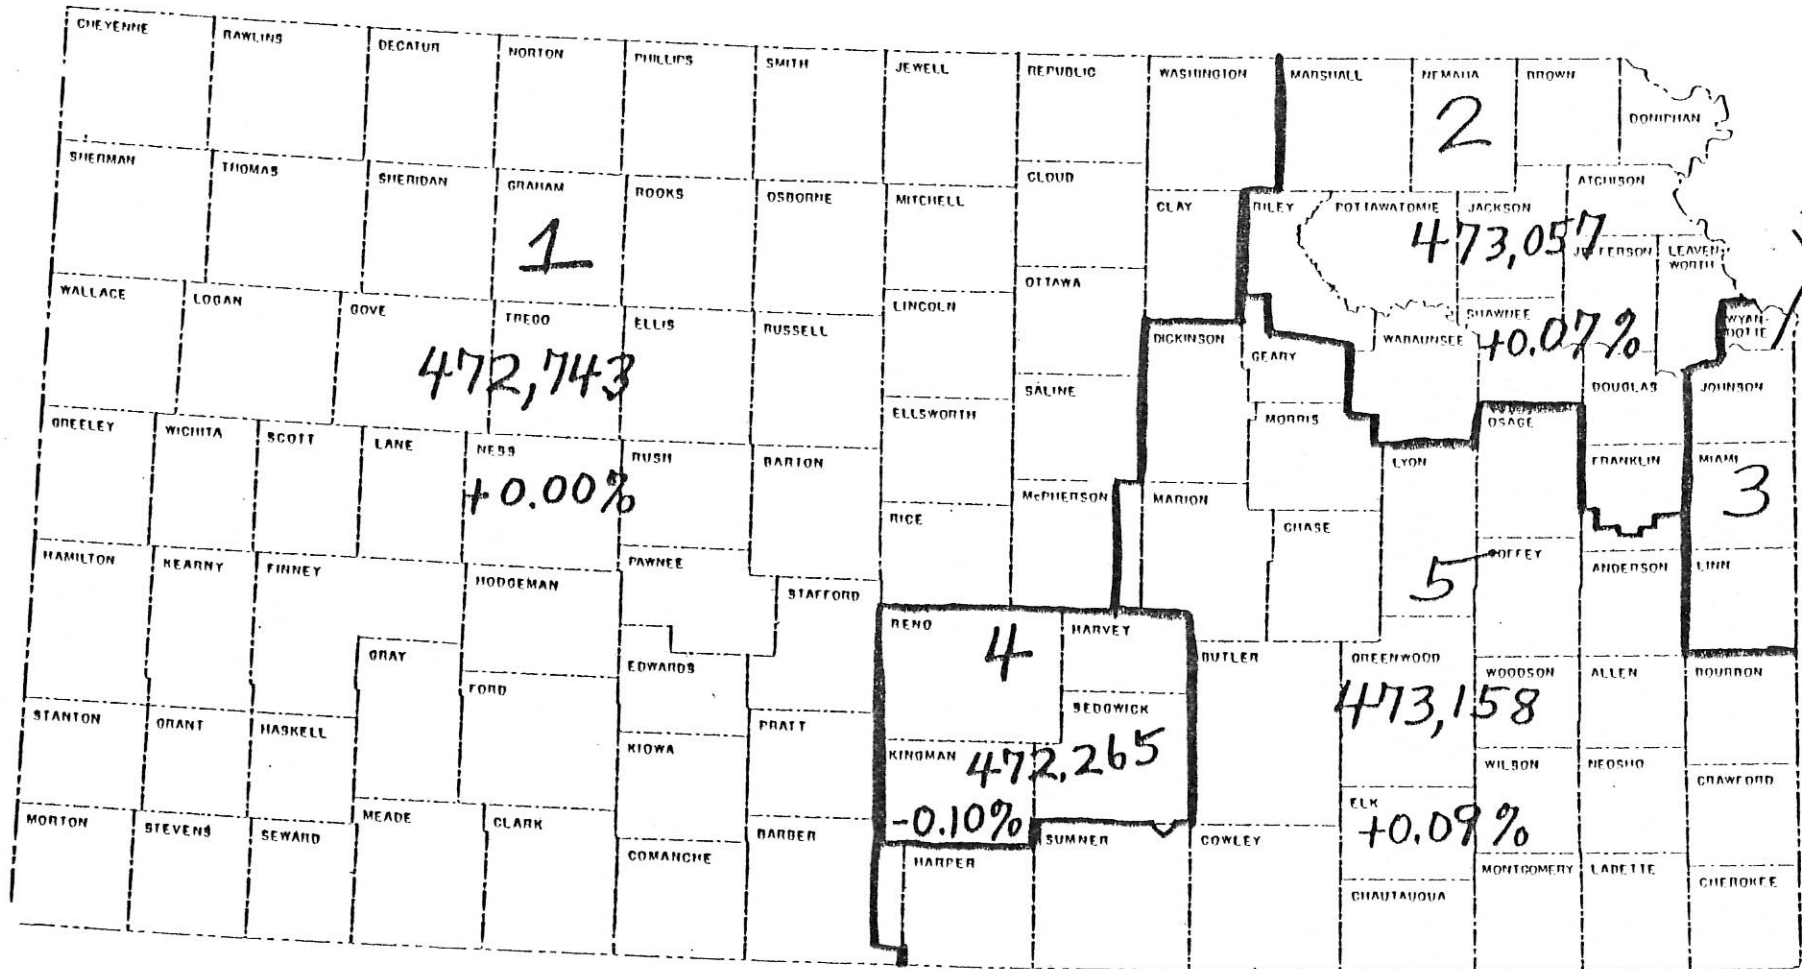 CHEYENNE RAWLINS DECATUR NORTON PHILLIPS SMITH JEWELL REPUBLIC WASHINGTON MARSHALL NEMAHA BROWN
DONIPHAN
2
SHERMAN THOMAS SHERIDAN GRAHAM ROOKS OSBORNE MITCHELL CLOUD CLAY RILEY POTTAWATOMIE JACKSON ATCHISON
1
473,057
JEFFERSON LEAVEN-
WORTH
WALLACE LOGAN GOVE TREGO ELLIS RUSSELL LINCOLN OTTAWA
DICKINSON GEARY WABAUNSEE SHAWNEE WYAN-
DOTTE
+0.07%
472,743
ELLSWORTH SALINE MORRIS DOUGLAS JOHNSON
GREELEY WICHITA SCOTT LANE NESS RUSH BARTON
OSAGE
LYON FRANKLIN MIAMI
+0.00%
3
RICE McPHERSON MARION CHASE
HAMILTON KEARNY FINNEY HODGEMAN PAWNEE STAFFORD
5 COFFEY ANDERSON LINN
GRAY FORD EDWARDS RENO HARVEY BUTLER GREENWOOD WOODSON ALLEN BOURBON
4
STANTON GRANT HASKELL KIOWA PRATT KINGMAN SEDGWICK
473,158
472,265
WILSON NEOSHO CRAWFORD
-0.10%
ELK
+0.09%
MORTON STEVENS SEWARD MEADE CLARK COMANCHE BARBER HARPER SUMNER COWLEY
CHAUTAUQUA MONTGOMERY LABETTE CHEROKEE